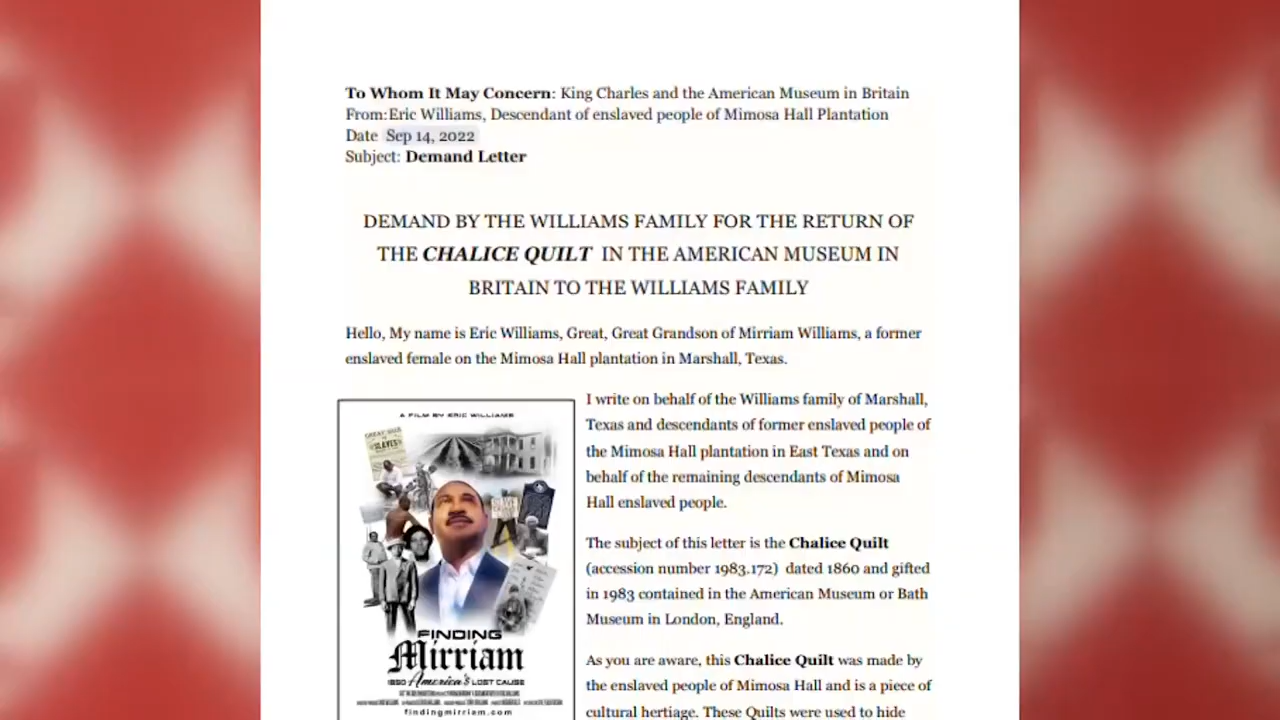 To Whom It May Concern: King Charles and the American Museum in Britain
From:Eric Williams, Descendant of enslaved people of Mimosa Hall Plantation
Date Sep 14, 2022
Subject: Demand Letter
DEMAND BY THE WILLIAMS FAMILY FOR THE RETURN OF
THE CHALICE QUILT IN THE AMERICAN MUSEUM IN
BRITAIN TO THE WILLIAMS FAMILY
Hello, My name is Eric Williams, Great, Great Grandson of Mirriam Williams, a former
enslaved female on the Mimosa Hall plantation in Marshall, Texas.
A FILM BY ERIC WILLIAMS
FINDING
Mirriam
1850 America's LOST CAUSE
findingmirriam.com
I write on behalf of the Williams family of Marshall,
Texas and descendants of former enslaved people of
the Mimosa Hall plantation in East Texas and on
behalf of the remaining descendants of Mimosa
Hall enslaved people.
The subject of this letter is the Chalice Quilt
(accession number 1983.172) dated 1860 and gifted
in 1983 contained in the American Museum or Bath
Museum in London, England.
As you are aware, this Chalice Quilt was made by
the enslaved people of Mimosa Hall and is a piece of
cultural hertiage. These Quilts were used to hide